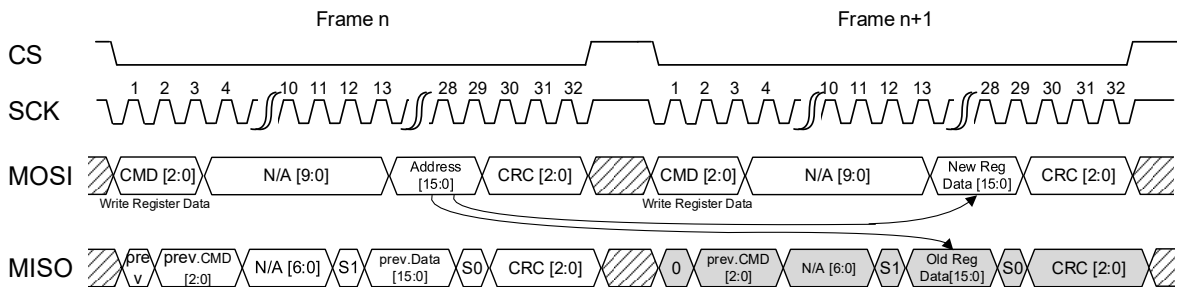 Frame n Frame n+1
CS
1 2 3 4 10 11 12 13 28 29 30 31 32 1 2 3 4 10 11 12 13 28 29 30 31 32
SCK
MOSI CMD [2:0] N/A [9:0] Address CRC [2:0] CMD [2:0] N/A [9:0] New Reg CRC [2:0]
[15:0] Data [15:0]
Write Register Data Write Register Data
MISO pre prev.CMD N/A [6:0] S1 prev.Data S0 CRC [2:0] 0 prev.CMD N/A [6:0] S1 Old Reg S0 CRC [2:0]
v [2:0] [15:0] [2:0] Data[15:0]